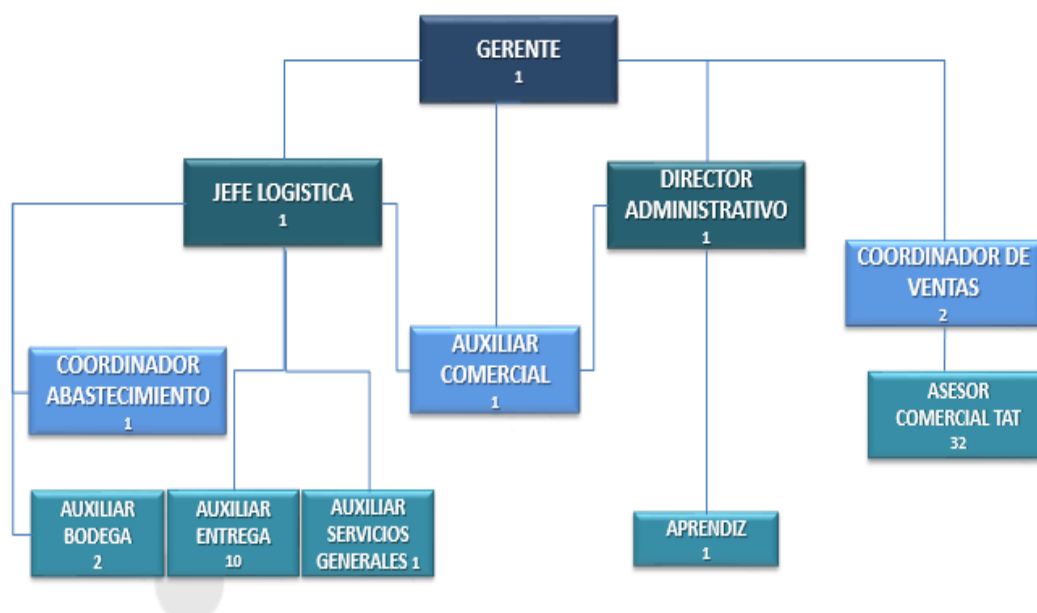 GERENTE
1
JEFE LOGISTICA
1
DIRECTOR
ADMINISTRATIVO
1
COORDINADOR DE
VENTAS
2
AUXILIAR
COMERCIAL
1
COORDINADOR
ABASTECIMIENTO
1
ASESOR
COMERCIAL TAT
32
AUXILIAR
BODEGA
2
AUXILIAR
ENTREGA
10
AUXILIAR
SERVICIOS
GENERALES 1
APRENDIZ
1